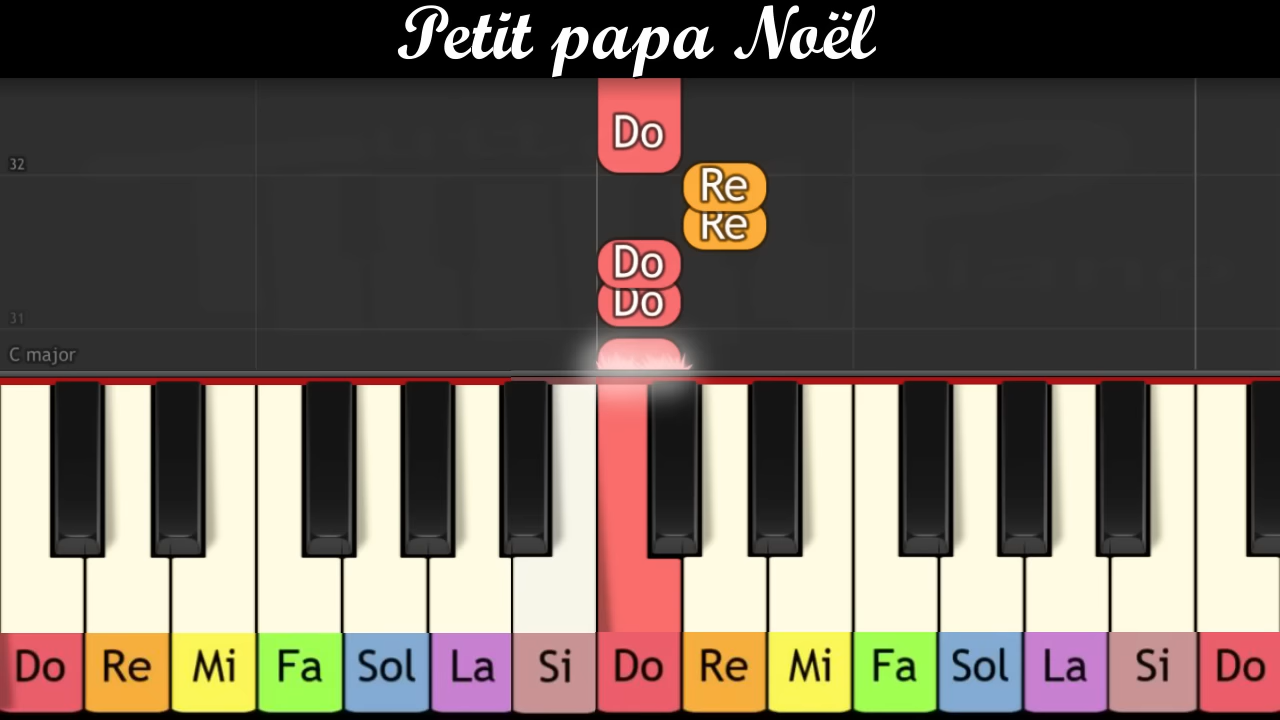 Petit papa Noël
Do
32
Re
Re
Do
Do
31
C major
Do Re Mi Fa Sol La Si Do Re Mi Fa Sol La Si Do